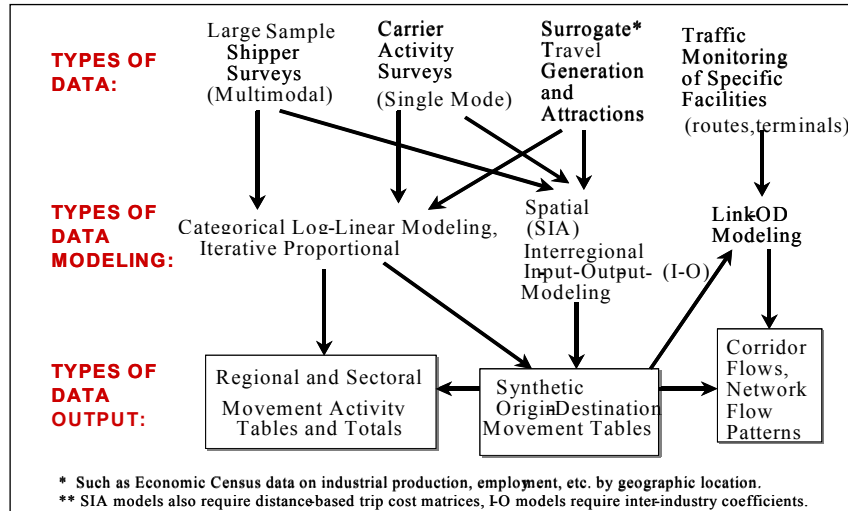 TYPES OF
DATA:
Large Sample
Shipper
Surveys
(Multimodal)
Carrier
Activity
Surveys
(Single Mode)
Surrogate*
Travel
Generation
and
Attractions
Traffic
Monitoring
of Specific
Facilities
(routes,terminals)
TYPES OF
DATA
MODELING:
Categorical Log-Linear Modeling,
Iterative Proportional
Spatial
(SIA)
Interregional
Input-Output- (I-O)
Modeling
Link-OD
Modeling
TYPES OF
DATA
OUTPUT:
Regional and Sectoral
Movement Activity
Tables and Totals
Synthetic
Origin-Destination
Movement Tables
Corridor
Flows,
Network
Flow
Patterns
* Such as Economic Census data on industrial production, employment, etc. by geographic location.
** SIA models also require distance-based trip cost matrices, I-O models require inter-industry coefficients.